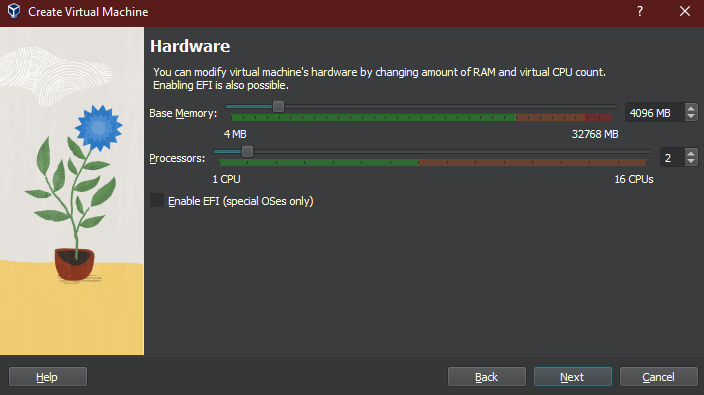 Create Virtual Machine
?
Hardware
You can modify virtual machine's hardware by changing amount of RAM and virtual CPU count.
Enabling EFI is also possible.
Base Memory:
4096 MB
4 MB
32768 MB
Processors:
2
1 CPU
16 CPUs
Enable EFI (special OSes only)
Help
Back
Next
Cancel